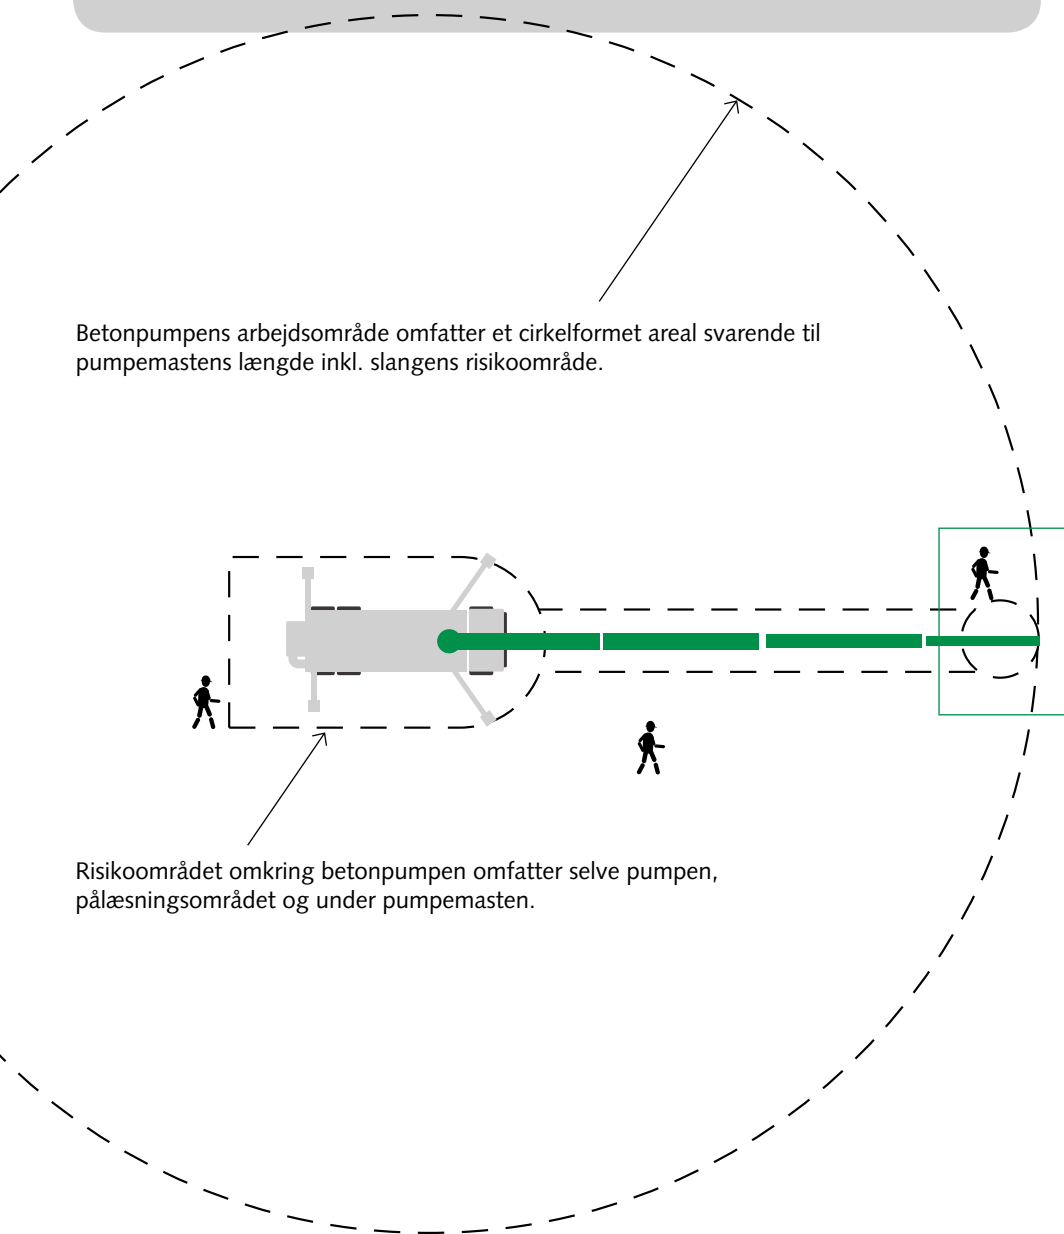 Betonpumpens arbejdsområde omfatter et cirkelformet areal svarende til
pumpemastens længde inkl. slangens risikoområde.
Risikoområdet omkring betonpumpen omfatter selve pumpen,
pålæsningsområdet og under pumpemasten.